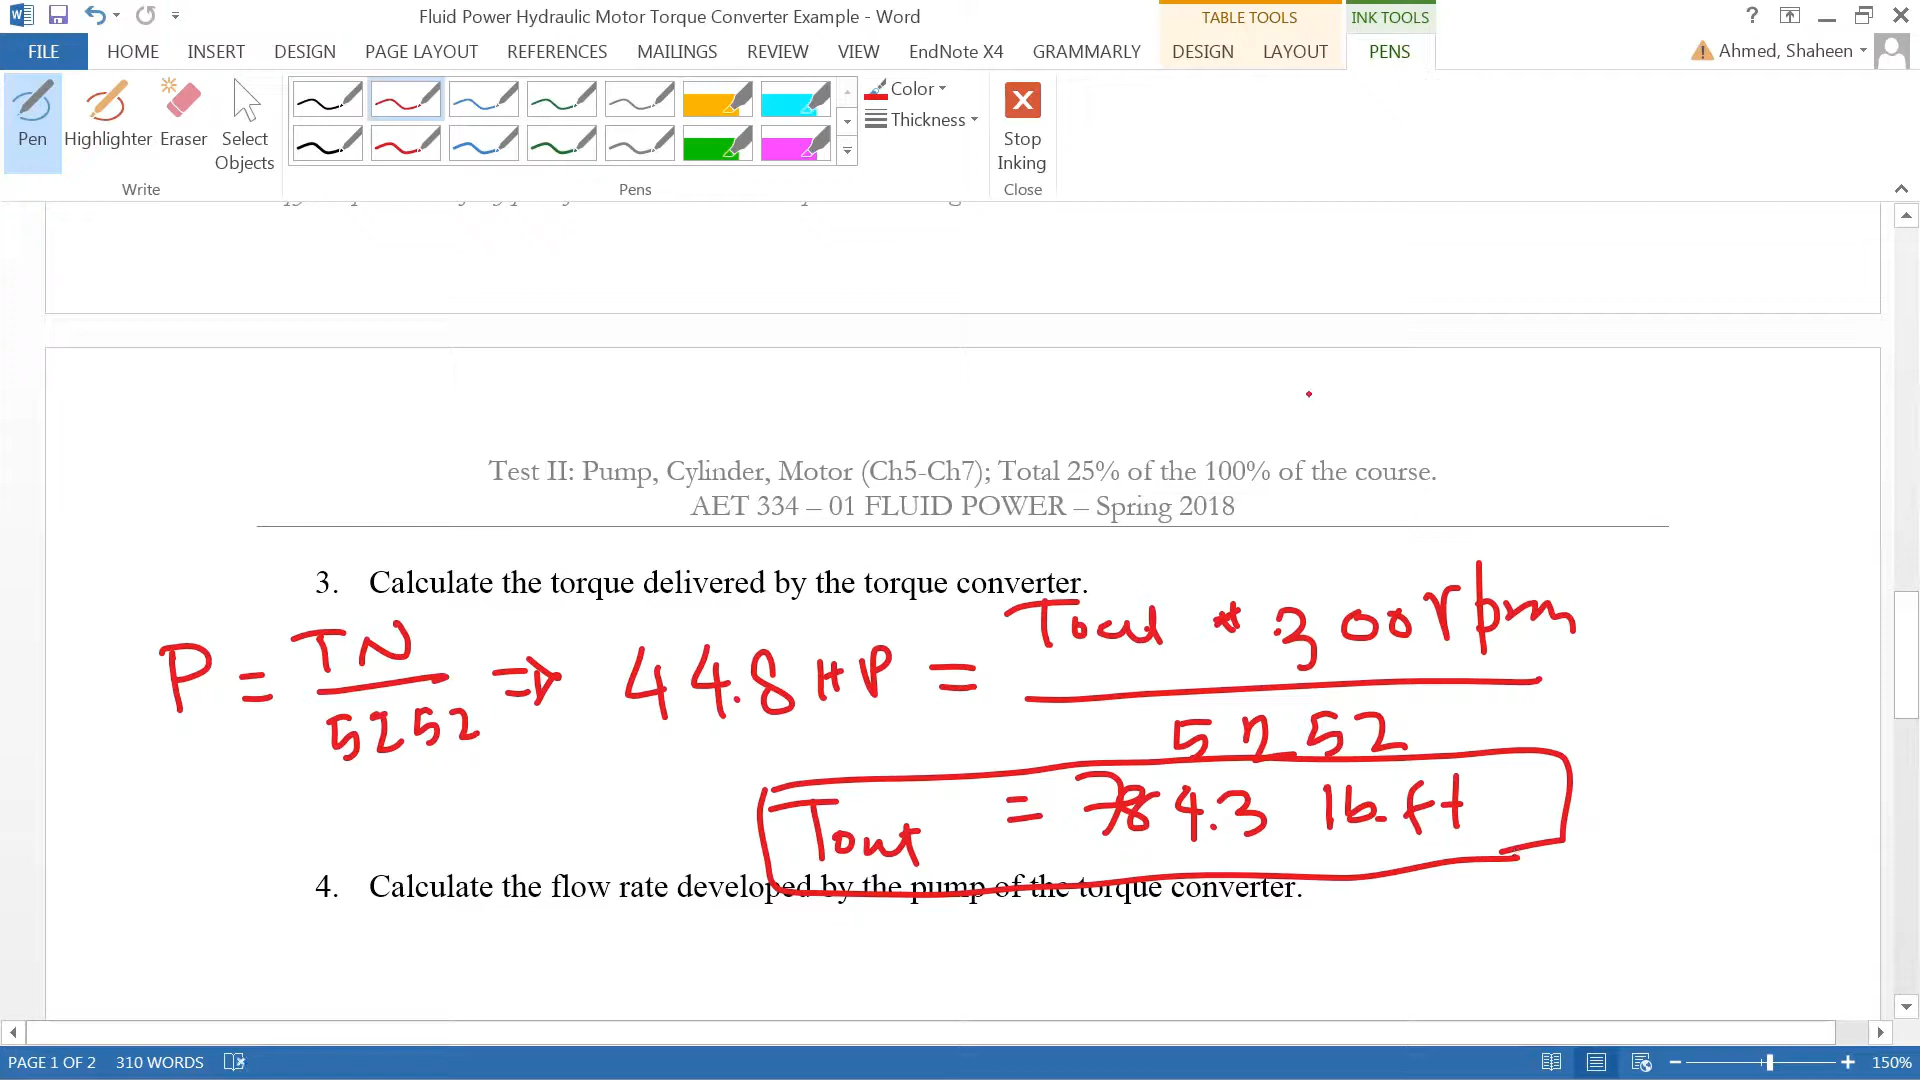 Fluid Power Hydraulic Motor Torque Converter Example - Word
TABLE TOOLS
INK TOOLS
?
FILE HOME INSERT DESIGN PAGE LAYOUT REFERENCES MAILINGS REVIEW VIEW EndNote X4 GRAMMARLY DESIGN LAYOUT PENS
Ahmed, Shaheen
Pen
Highlighter
Eraser
Select Objects
Color
Thickness
Stop Inking
Write
Pens
Close
Test II: Pump, Cylinder, Motor (Ch5-Ch7); Total 25% of the 100% of the course.
AET 334 – 01 FLUID POWER – Spring 2018
3. Calculate the torque delivered by the torque converter.
P = TN / 5252 ⇒ 44.8 HP = Tout * 300 rpm / 5252
Tout = 784.3 lb.ft
4. Calculate the flow rate developed by the pump of the torque converter.
PAGE 1 OF 2 310 WORDS
150%